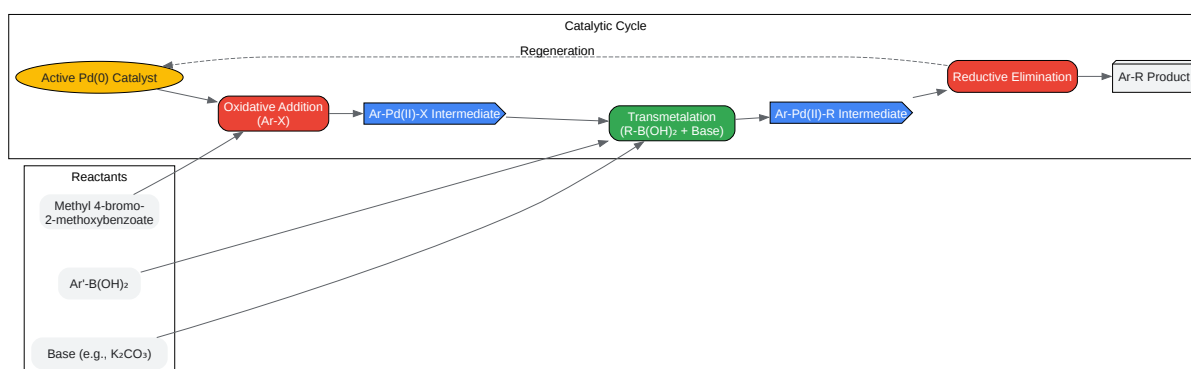 Catalytic Cycle
Regeneration
Active Pd(0) Catalyst
Oxidative Addition
(Ar-X)
Ar-Pd(II)-X Intermediate
Transmetalation
(R-B(OH)₂ + Base)
Ar-Pd(II)-R Intermediate
Reductive Elimination
Ar-R Product
Reactants
Methyl 4-bromo-
2-methoxybenzoate
Ar'-B(OH)₂
Base (e.g., K₂CO₃)